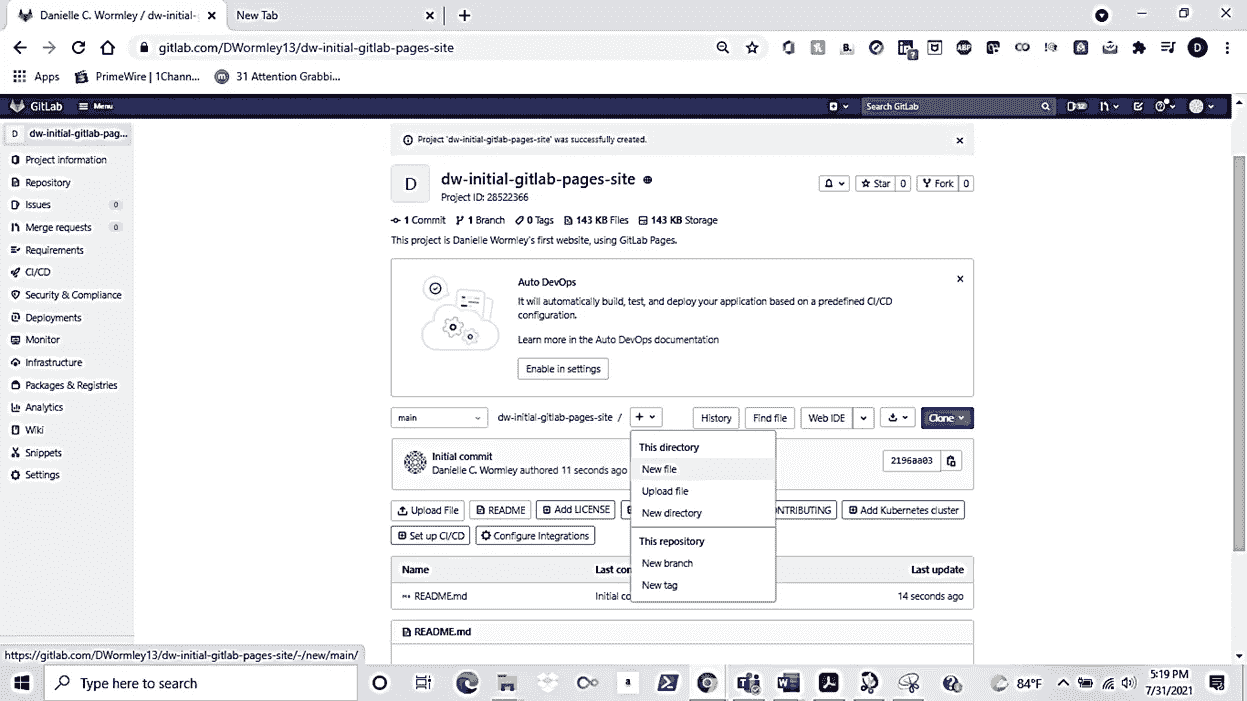 Danielle C. Wormley / dw-initial-
New Tab
gitlab.com/DWormley13/dw-initial-gitlab-pages-site
Apps
PrimeWire | 1Chann...
31 Attention Grabbi...
GitLab
Menu
Search GitLab
D dw-initial-gitlab-pag...
Project information
Repository
Issues 0
Merge requests 0
Requirements
CI/CD
Security & Compliance
Deployments
Monitor
Infrastructure
Packages & Registries
Analytics
Wiki
Snippets
Settings
Project 'dw-initial-gitlab-pages-site' was successfully created.
D
dw-initial-gitlab-pages-site
Project ID: 28522366
Star 0
Fork 0
1 Commit 1 Branch 0 Tags 143 KB Files 143 KB Storage
This project is Danielle Wormley's first website, using GitLab Pages.
Auto DevOps
It will automatically build, test, and deploy your application based on a predefined CI/CD
configuration.
Learn more in the Auto DevOps documentation
Enable in settings
main
dw-initial-gitlab-pages-site /
History
Find file
Web IDE
Clone
This directory
New file
Upload file
New directory
This repository
New branch
New tag
Initial commit
Danielle C. Wormley authored 11 seconds ago
2196aa03
Upload File
README
Add LICENSE
ONTRIBUTING
Add Kubernetes cluster
Set up CI/CD
Configure Integrations
Name Last con Last update
README.md Initial co 14 seconds ago
README.md
https://gitlab.com/DWormley13/dw-initial-gitlab-pages-site/-/new/main/
Type here to search
84°F
5:19 PM
7/31/2021